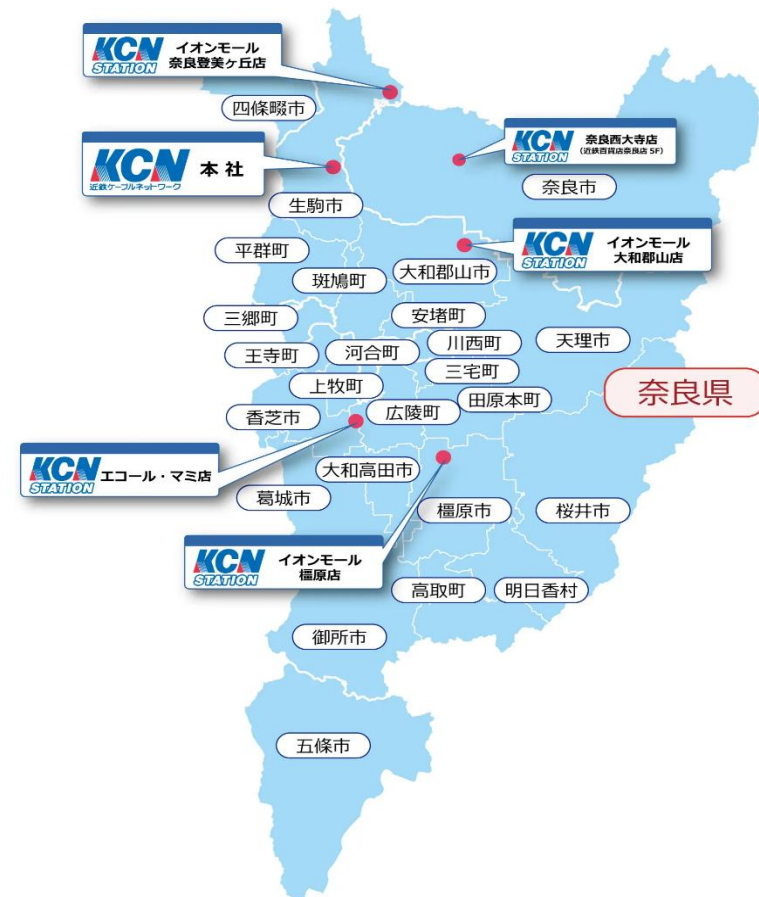 KCN
STATION
イオンモール
奈良登美ヶ丘店
四條畷市
KCN
近鉄ケーブルネットワーク
本社
KCN
STATION
奈良西大寺店
(近鉄百貨店奈良店 5F)
奈良市
生駒市
KCN
STATION
イオンモール
大和郡山店
平群町
大和郡山市
斑鳩町
三郷町
安堵町
川西町
天理市
王寺町
河合町
三宅町
上牧町
田原本町
奈良県
香芝市
広陵町
KCN
STATION
エコール・マミ店
大和高田市
葛城市
橿原市
桜井市
KCN
STATION
イオンモール
橿原店
高取町
明日香村
御所市
五條市